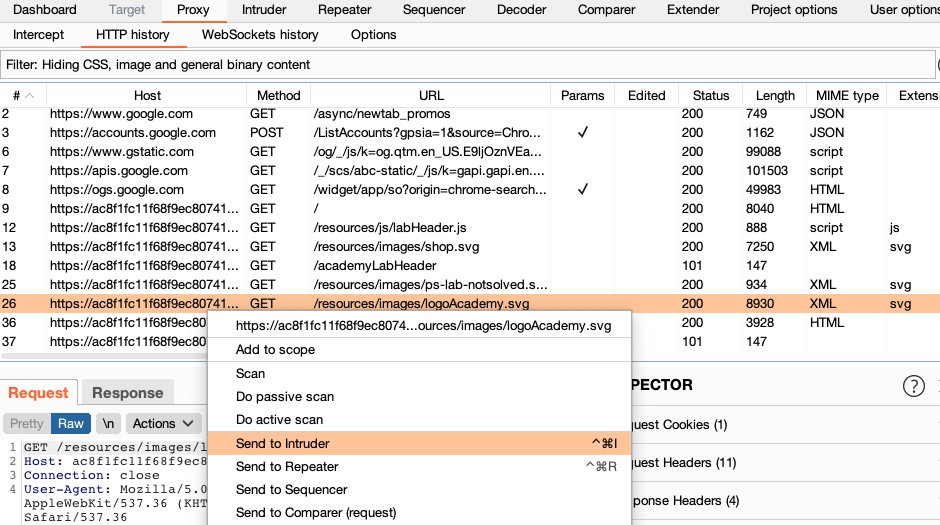 Dashboard Target Proxy Intruder Repeater Sequencer Decoder Comparer Extender Project options User options
Intercept HTTP history WebSockets history Options
Filter: Hiding CSS, image and general binary content
# Host Method URL Params Edited Status Length MIME type Extensi
2 https://www.google.com GET /async/newtab_promos 200 749 JSON
3 https://accounts.google.com POST /ListAccounts?gpsia=1&source=Chro... ✓ 200 1162 JSON
6 https://www.gstatic.com GET /og/_/js/k=og.qtm.en_US.E9ljOznVEa... 200 99088 script
7 https://apis.google.com GET /_/scs/abc-static/_/js/k=gapi.gapi.en.... 200 101503 script
8 https://ogs.google.com GET /widget/app/so?origin=chrome-search... ✓ 200 49983 HTML
9 https://ac8f1fc11f68f9ec80741... GET / 200 8040 HTML
12 https://ac8f1fc11f68f9ec80741... GET /resources/js/labHeader.js 200 888 script js
13 https://ac8f1fc11f68f9ec80741... GET /resources/images/shop.svg 200 7250 XML svg
18 https://ac8f1fc11f68f9ec80741... GET /academyLabHeader 101 147
25 https://ac8f1fc11f68f9ec80741... GET /resources/images/ps-lab-notsolved.s... 200 934 XML svg
26 https://ac8f1fc11f68f9ec80741... GET /resources/images/logoAcademy.svg 200 8930 XML svg
36 https://ac8f1fc11f68f9ec807 200 3928 HTML
37 https://ac8f1fc11f68f9ec807 101 147
https://ac8f1fc11f68f9ec8074...ources/images/logoAcademy.svg
Add to scope
Scan
Do passive scan
Do active scan
Send to Intruder ^⌘I
Send to Repeater ^⌘R
Send to Sequencer
Send to Comparer (request)
Request Response
Pretty Raw \n Actions
1 GET /resources/images/l
2 Host: ac8f1fc11f68f9ec8
3 Connection: close
4 User-Agent: Mozilla/5.0
AppleWebKit/537.36 (KHT
Safari/537.36
PECTOR ?
uest Cookies (1)
uest Headers (11)
ponse Headers (4)